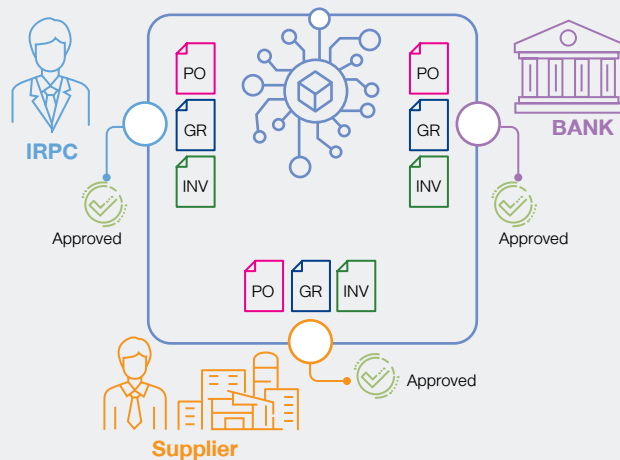 PO
PO
GR
GR
IRPC
BANK
INV
INV
Approved
Approved
PO
GR
INV
Approved
Supplier